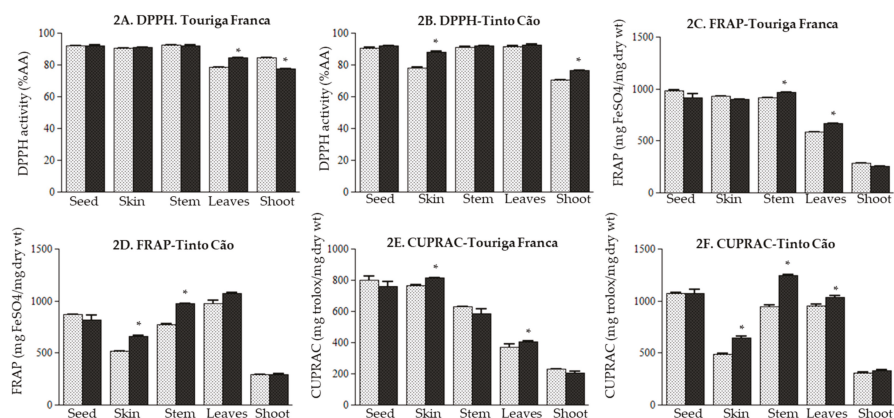 2A. DPPH. Touriga Franca
DPPH activity (%AA)
100
80
60
40
20
0
Seed Skin Stem Leaves Shoot
*
*
2B. DPPH-Tinto Cão
DPPH activity (%AA)
100
80
60
40
20
0
Seed Skin Stem Leaves Shoot
*
*
2C. FRAP-Touriga Franca
FRAP (mg FeSO4/mg dry wt)
1500
1000
500
0
Seed Skin Stem Leaves Shoot
*
*
2D. FRAP-Tinto Cão
FRAP (mg FeSO4/mg dry wt)
1500
1000
500
0
Seed Skin Stem Leaves Shoot
*
*
2E. CUPRAC-Touriga Franca
CUPRAC (mg trolox/mg dry wt)
1000
800
600
400
200
0
Seed Skin Stem Leaves Shoot
*
*
2F. CUPRAC-Tinto Cão
CUPRAC (mg trolox/mg dry wt)
1500
1000
500
0
Seed Skin Stem Leaves Shoot
*
*
*